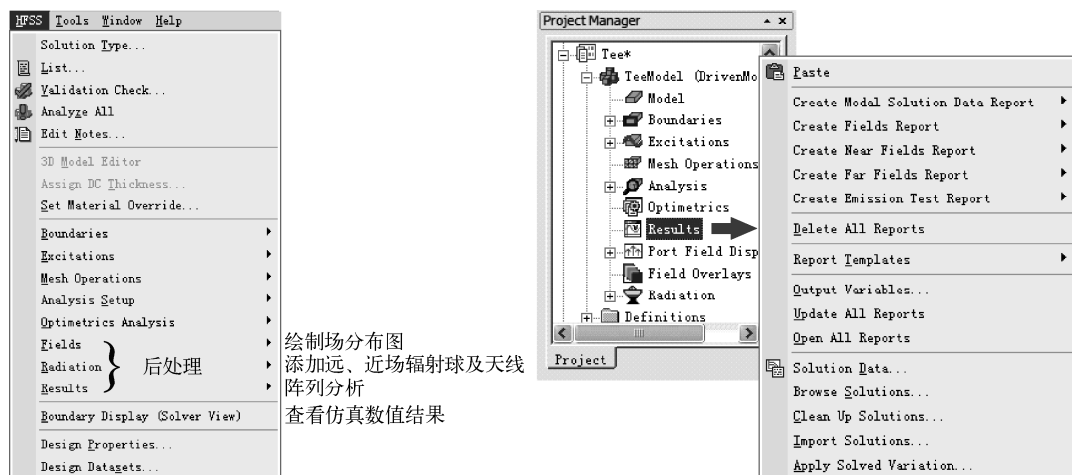 HFSS Tools Window Help
Solution Type...
List...
Validation Check...
Analyze All
Edit Notes...
3D Model Editor
Assign DC Thickness...
Set Material Override...
Boundaries
Excitations
Mesh Operations
Analysis Setup
Optimetrics Analysis
Fields
Radiation
Results
后处理
Boundary Display (Solver View)
Design Properties...
Design Datasets...
绘制场分布图
添加远、近场辐射球及天线
阵列分析
查看仿真数值结果
Project Manager
Tee*
TeeModel (DrivenMo
Model
Boundaries
Excitations
Mesh Operations
Analysis
Optimetrics
Results
Port Field Disp
Field Overlays
Radiation
Definitions
Project
Paste
Create Modal Solution Data Report
Create Fields Report
Create Near Fields Report
Create Far Fields Report
Create Emission Test Report
Delete All Reports
Report Templates
Output Variables...
Update All Reports
Open All Reports
Solution Data...
Browse Solutions...
Clean Up Solutions...
Import Solutions...
Apply Solved Variation...